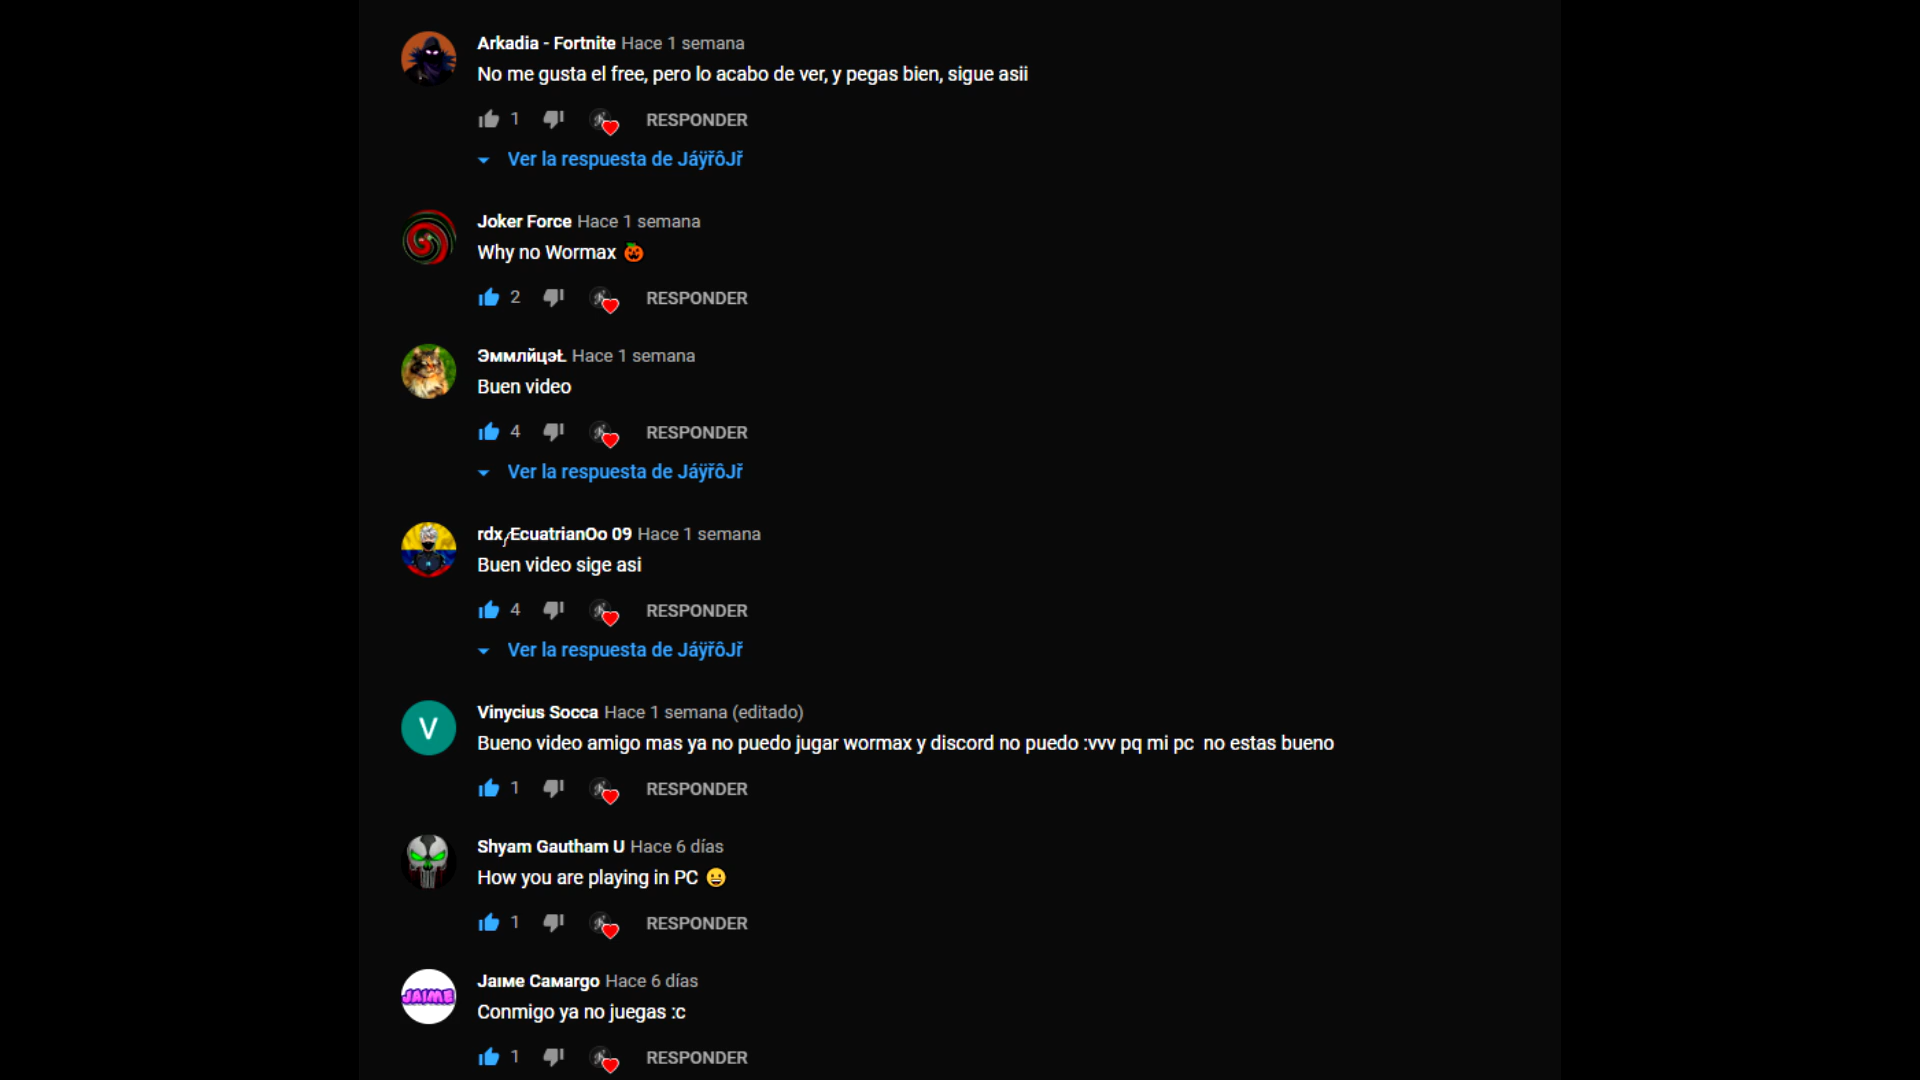 Arkadia - Fortnite Hace 1 semana
No me gusta el free, pero lo acabo de ver, y pegas bien, sigue asii
1 RESPONDER
Ver la respuesta de JáÿřôJř
Joker Force Hace 1 semana
Why no Wormax 🎃
2 RESPONDER
ЭммлйцэŁ Hace 1 semana
Buen video
4 RESPONDER
Ver la respuesta de JáÿřôJř
rdx╭EcuatrianOo 09 Hace 1 semana
Buen video sige asi
4 RESPONDER
Ver la respuesta de JáÿřôJř
V
Vinycius Socca Hace 1 semana (editado)
Bueno video amigo mas ya no puedo jugar wormax y discord no puedo :vvv pq mi pc  no estas bueno
1 RESPONDER
Shyam Gautham U Hace 6 días
How you are playing in PC 😀
1 RESPONDER
JAIME
Jaıмe Caмargo Hace 6 días
Conmigo ya no juegas :c
1 RESPONDER